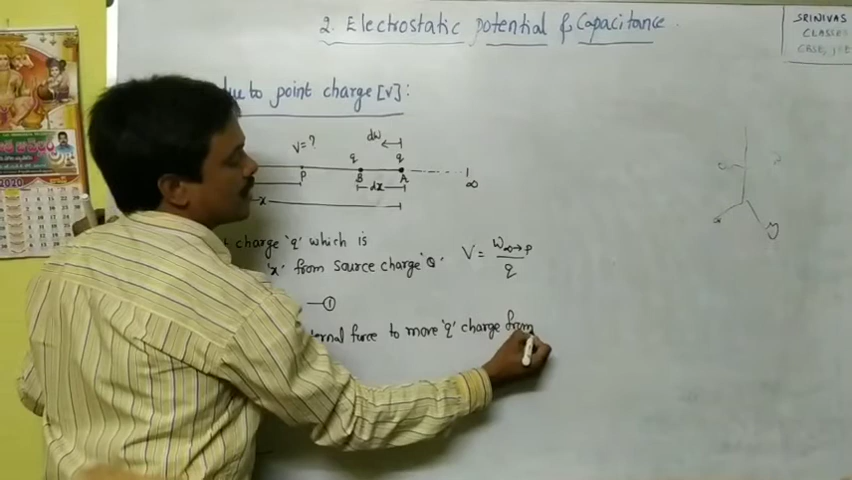 2. Electrostatic potential & Capacitance.
SRINIVAS
CLASSES
CBSE, JEE
due to point charge [V]:
V = ?
dw
q q
P B A ∞
dx
x
charge 'q' which is
'x' from source charge 'Q'
V = W∞→P / q
—①
ternal force to move 'q' charge from
2020